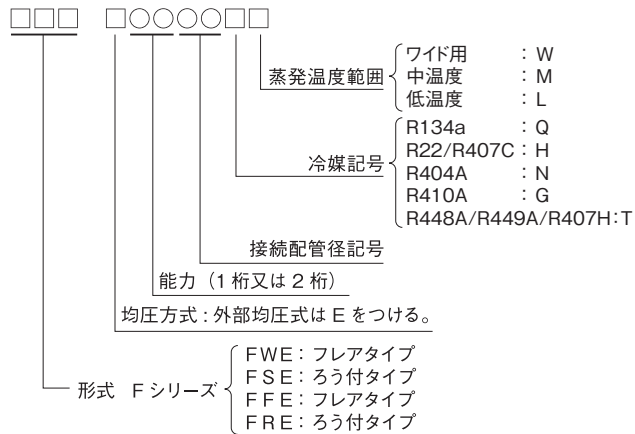 □□□ □○○○○□□
蒸発温度範囲
ワイド用 : W
中温度 : M
低温度 : L
冷媒記号
R134a : Q
R22/R407C : H
R404A : N
R410A : G
R448A/R449A/R407H:T
接続配管径記号
能力（1桁又は2桁）
均圧方式：外部均圧式はEをつける。
形式 Fシリーズ
FWE：フレアタイプ
FSE：ろう付タイプ
FFE：フレアタイプ
FRE：ろう付タイプ